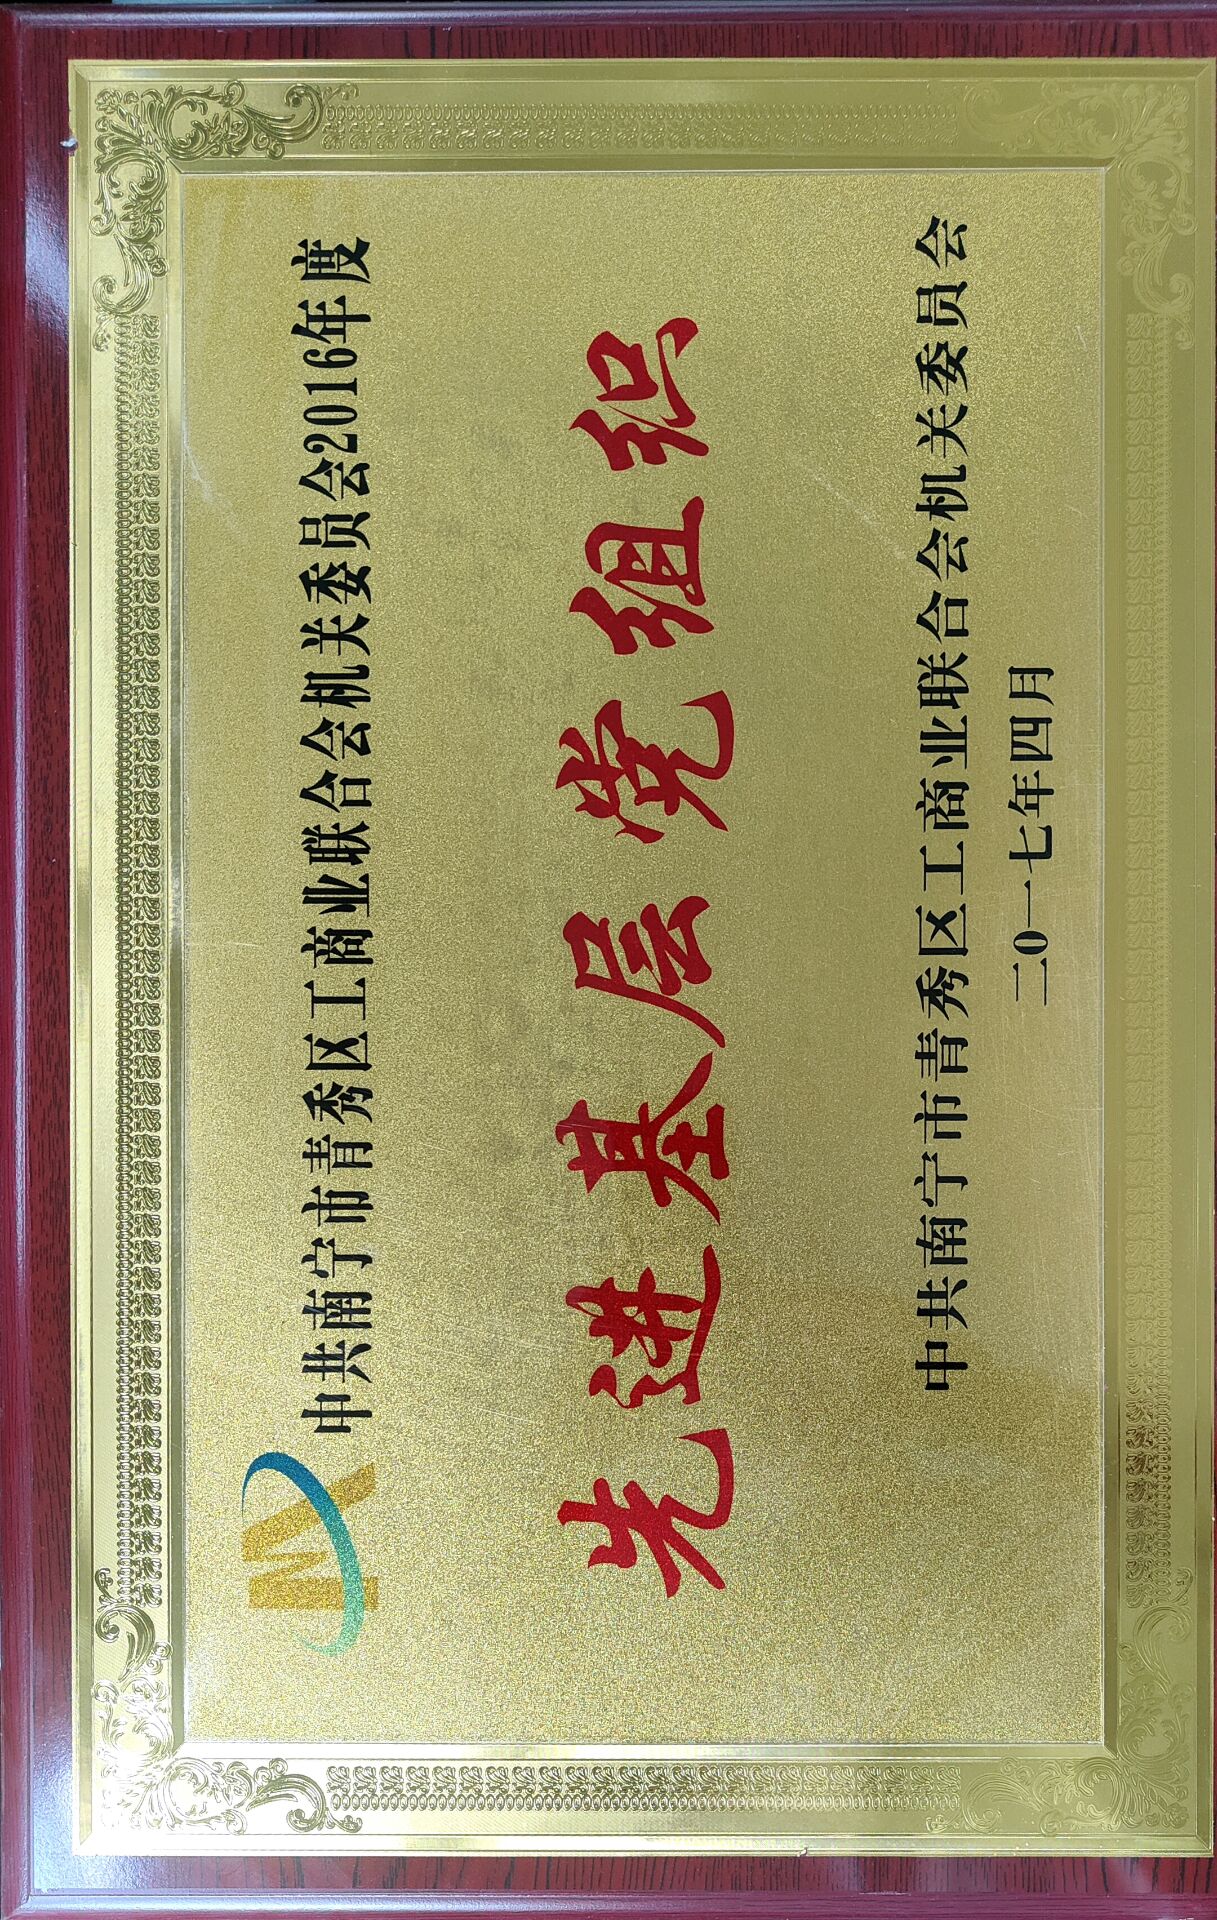 中共南宁市青秀区工商业联合会机关委员会2016年度
先进基层党组织
中共南宁市青秀区工商业联合会机关委员会
二〇一七年四月